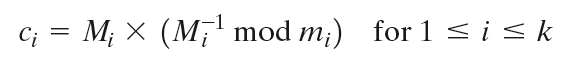 cᵢ = Mᵢ × (Mᵢ⁻¹ mod mᵢ) for 1 ≤ i ≤ k